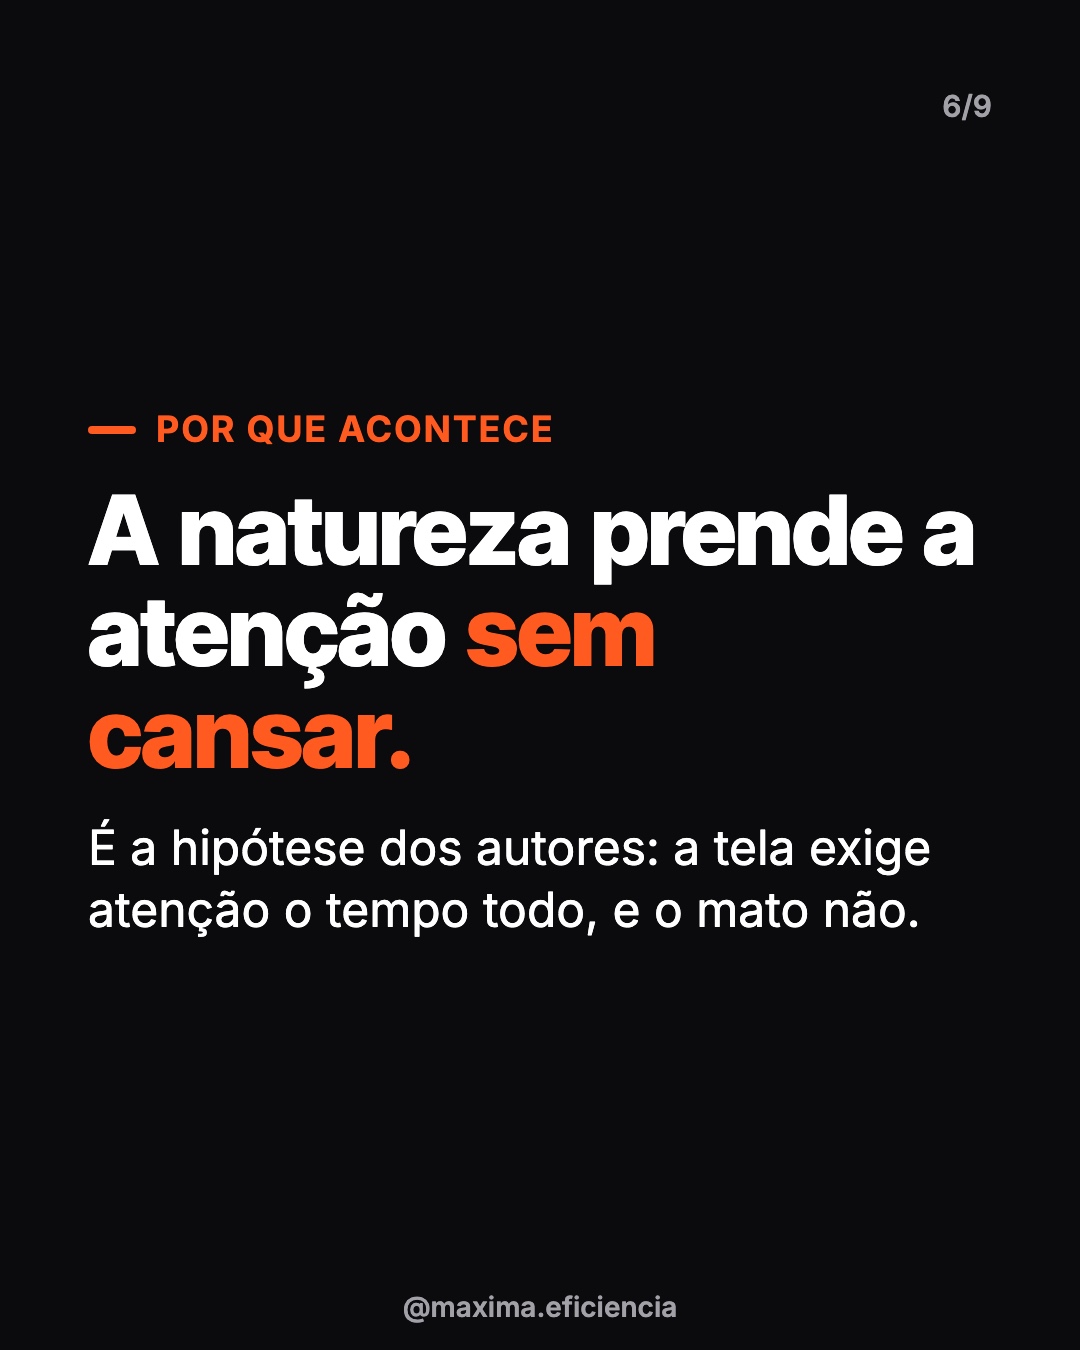 6/9
POR QUE ACONTECE
A natureza prende a
atenção sem
cansar.
É a hipótese dos autores: a tela exige
atenção o tempo todo, e o mato não.
@maxima.eficiencia